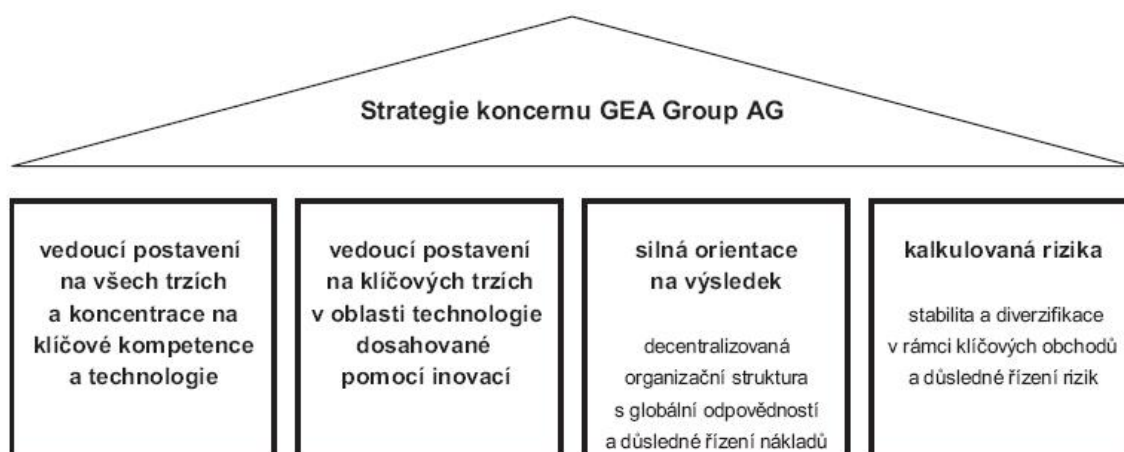 Strategie koncernu GEA Group AG
vedoucí postavení
na všech trzích
a koncentrace na
klíčové kompetence
a technologie
vedoucí postavení
na klíčových trzích
v oblasti technologie
dosahované
pomocí inovací
silná orientace
na výsledek
decentralizovaná
organizační struktura
s globální odpovědností
a důsledné řízení nákladů
kalkulovaná rizika
stabilita a diverzifikace
v rámci klíčových obchodů
a důsledné řízení rizik